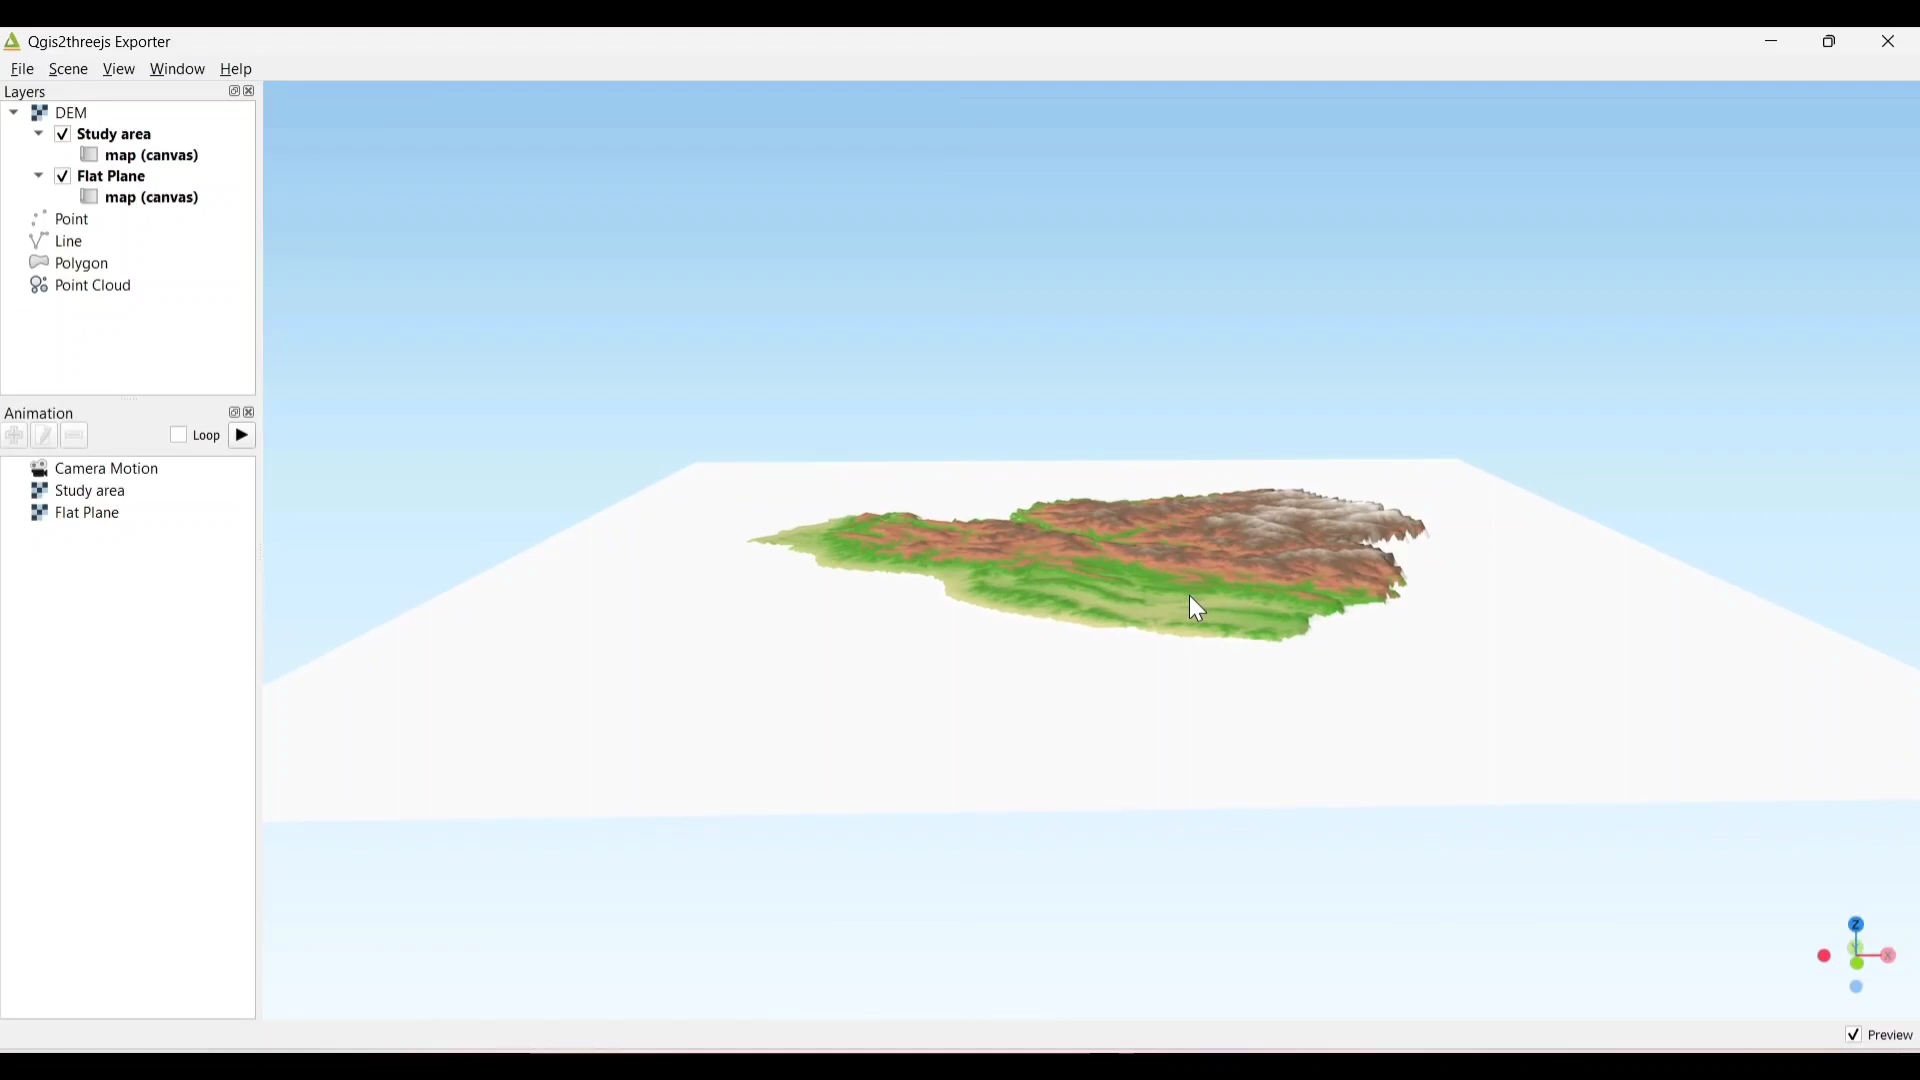 Qgis2threejs Exporter
File Scene View Window Help
Layers
DEM
Study area
map (canvas)
Flat Plane
map (canvas)
Point
Line
Polygon
Point Cloud
Animation
Loop
Camera Motion
Study area
Flat Plane
Z
Y
X
Preview